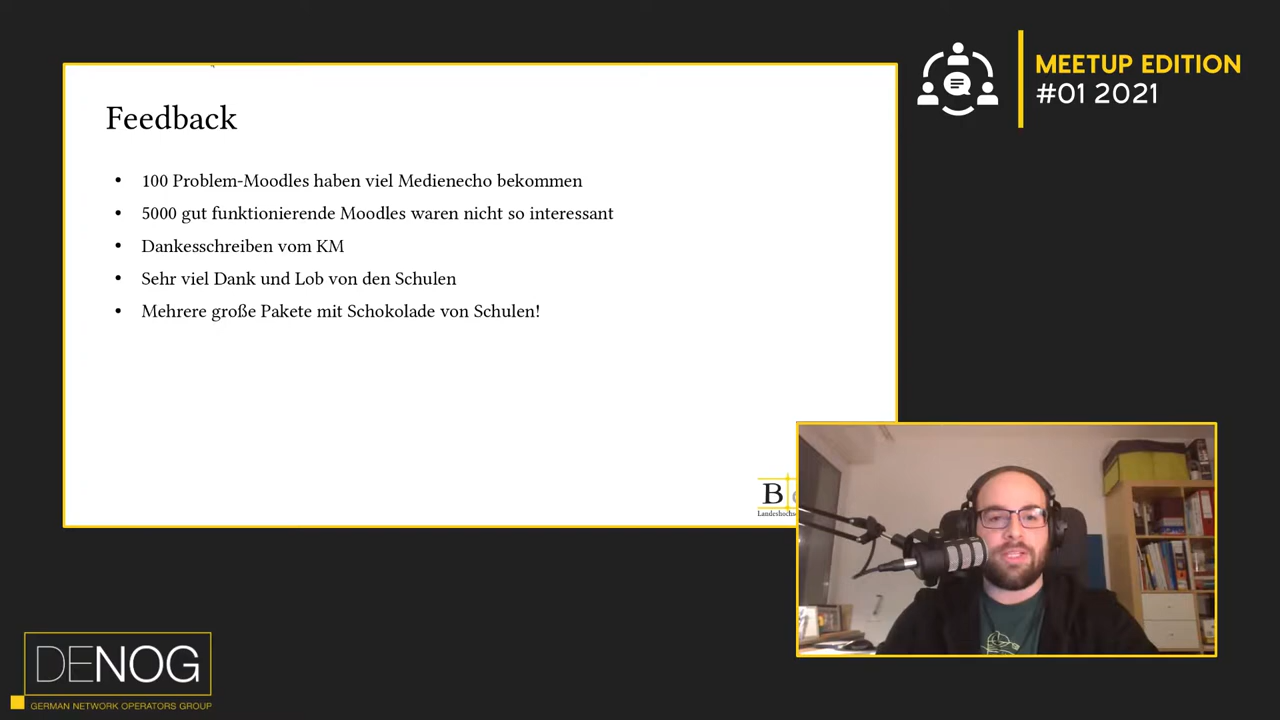 MEETUP EDITION
#01 2021
Feedback
• 100 Problem-Moodles haben viel Medienecho bekommen
• 5000 gut funktionierende Moodles waren nicht so interessant
• Dankesschreiben vom KM
• Sehr viel Dank und Lob von den Schulen
• Mehrere große Pakete mit Schokolade von Schulen!
B
Landeshochs
DENOG
GERMAN NETWORK OPERATORS GROUP